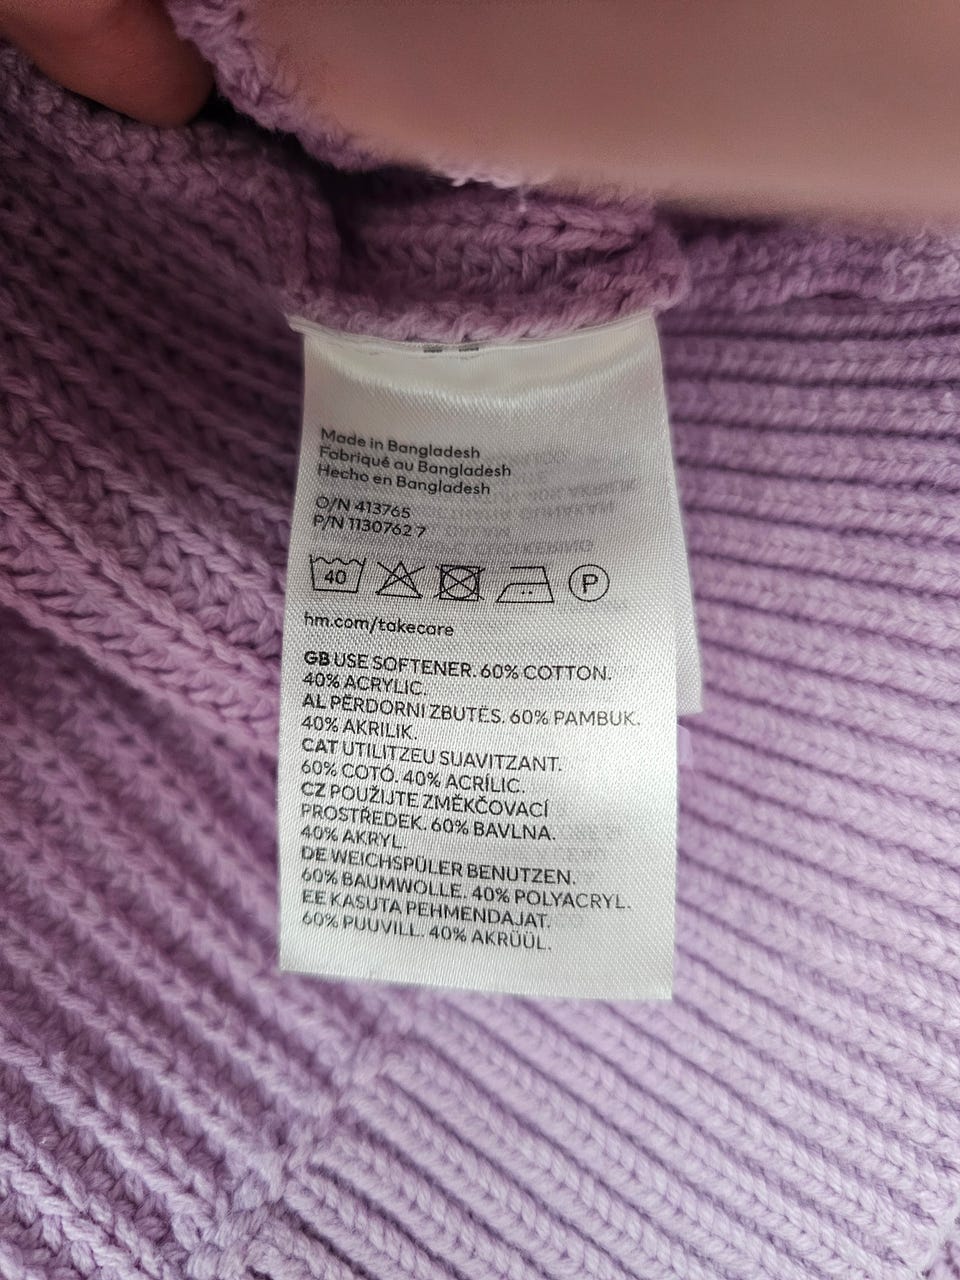 Made in Bangladesh
Fabriqué au Bangladesh
Hecho en Bangladesh
O/N 413765
P/N 1130762 7
40 P
hm.com/takecare
GB USE SOFTENER. 60% COTTON.
40% ACRYLIC.
AL PËRDORNI ZBUTËS. 60% PAMBUK.
40% AKRILIK.
CAT UTILITZEU SUAVITZANT.
60% COTÓ. 40% ACRÍLIC.
CZ POUŽIJTE ZMĚKČOVACÍ
PROSTŘEDEK. 60% BAVLNA.
40% AKRYL.
DE WEICHSPÜLER BENUTZEN.
60% BAUMWOLLE. 40% POLYACRYL.
EE KASUTA PEHMENDAJAT.
60% PUUVILL. 40% AKRÜÜL.